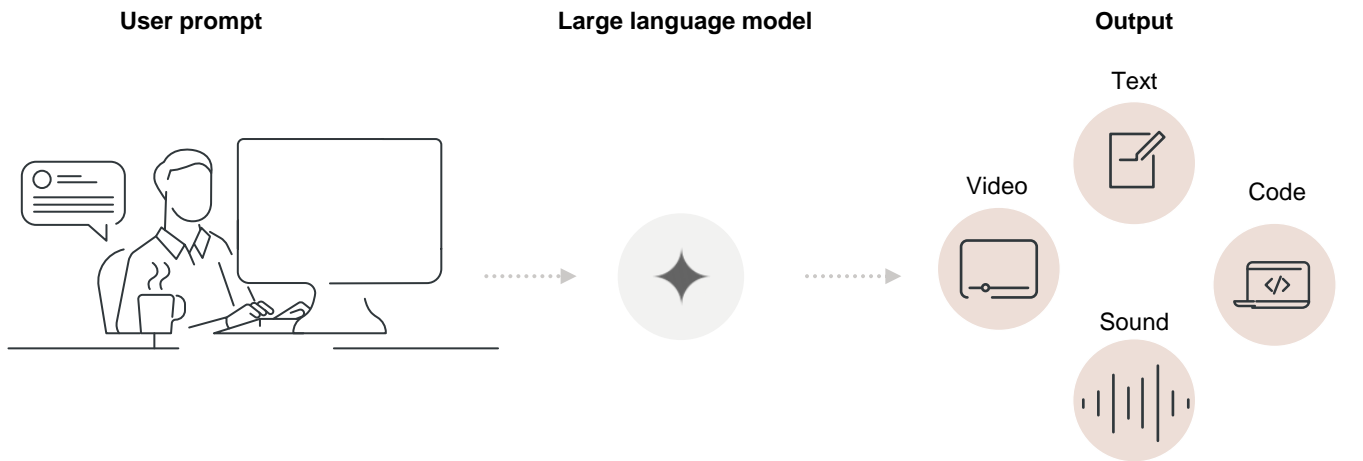 User prompt
Large language model
Output
Text
Video
Code
</>
Sound